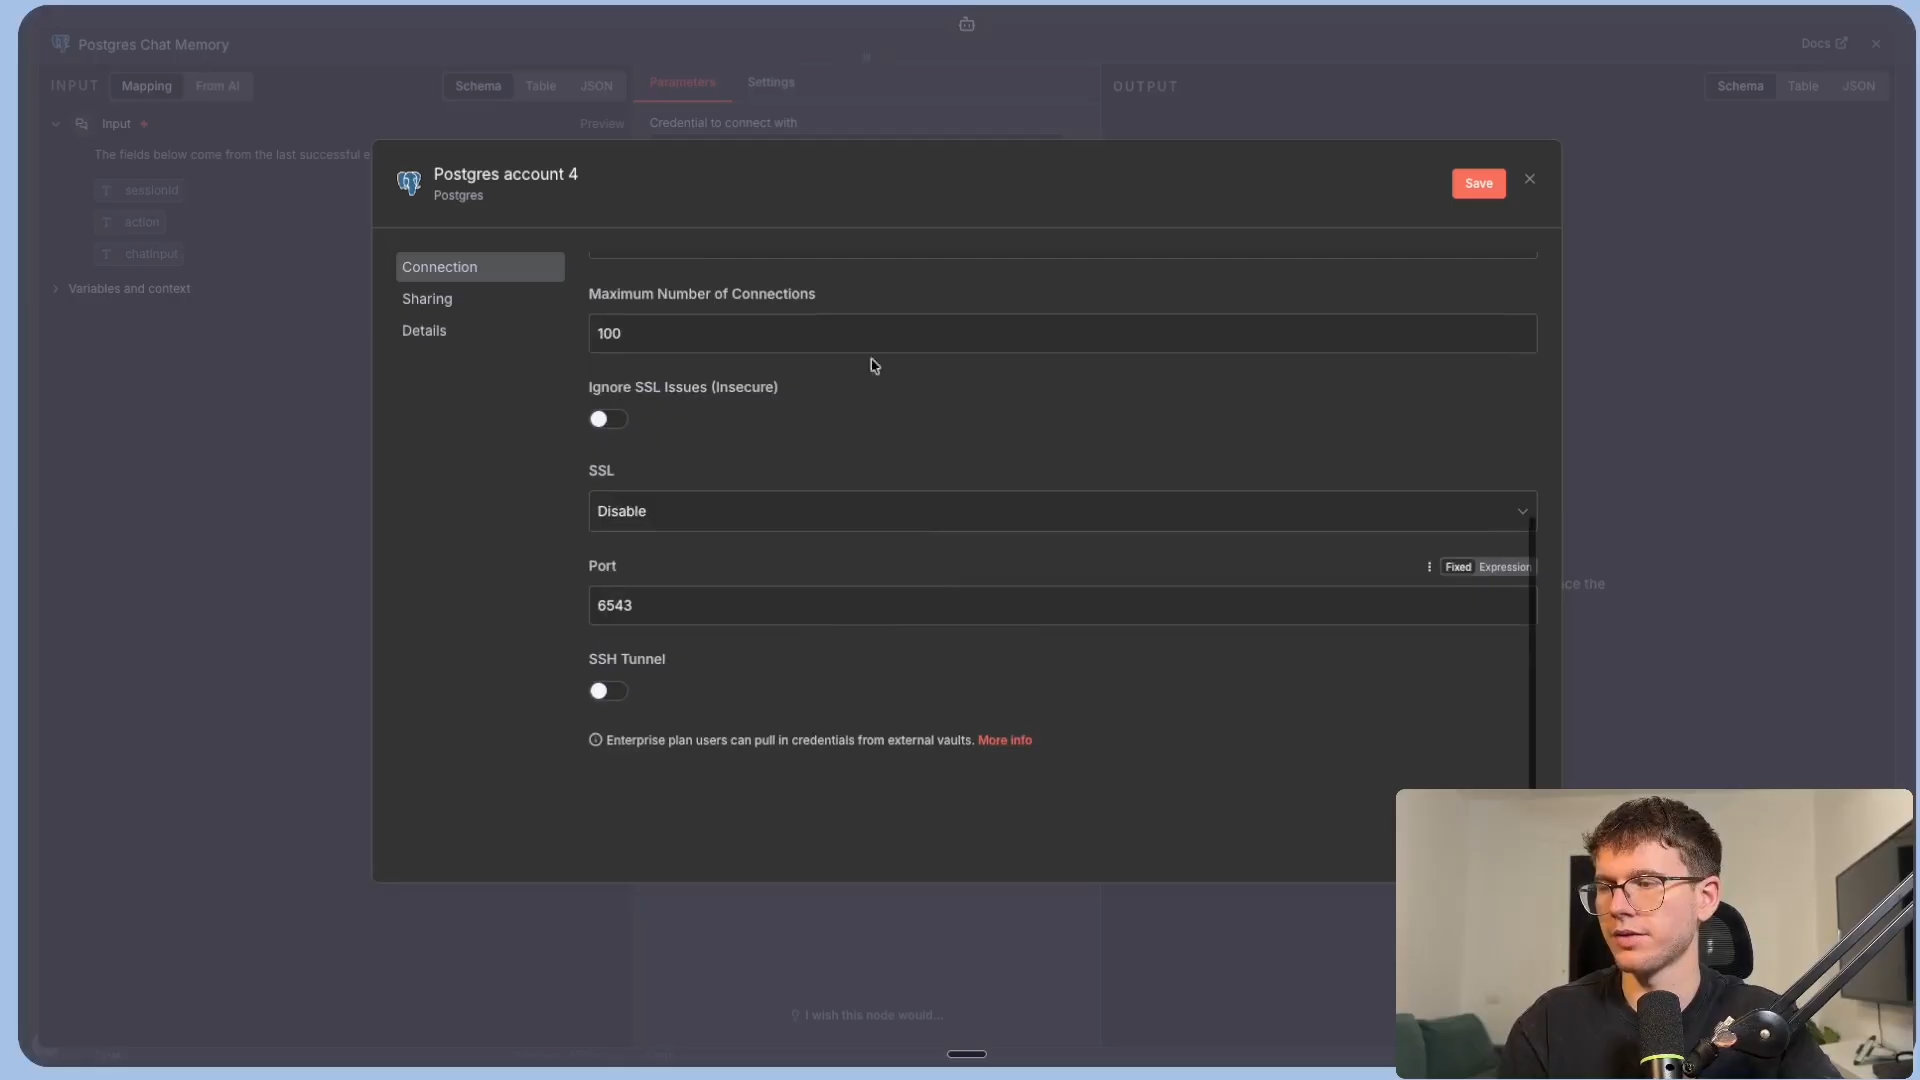 Postgres Chat Memory
Docs
INPUT
Mapping
From AI
Schema
Table
JSON
Parameters
Settings
OUTPUT
Schema
Table
JSON
Input
Preview
Credential to connect with
The fields below come from the last successful e
T sessionId
T action
T chatInput
Variables and context
Postgres account 4
Postgres
Save
Connection
Sharing
Details
Maximum Number of Connections
100
Ignore SSL Issues (Insecure)
SSL
Disable
Port
Fixed
Expression
6543
SSH Tunnel
Enterprise plan users can pull in credentials from external vaults. More info
ce the
I wish this node would...